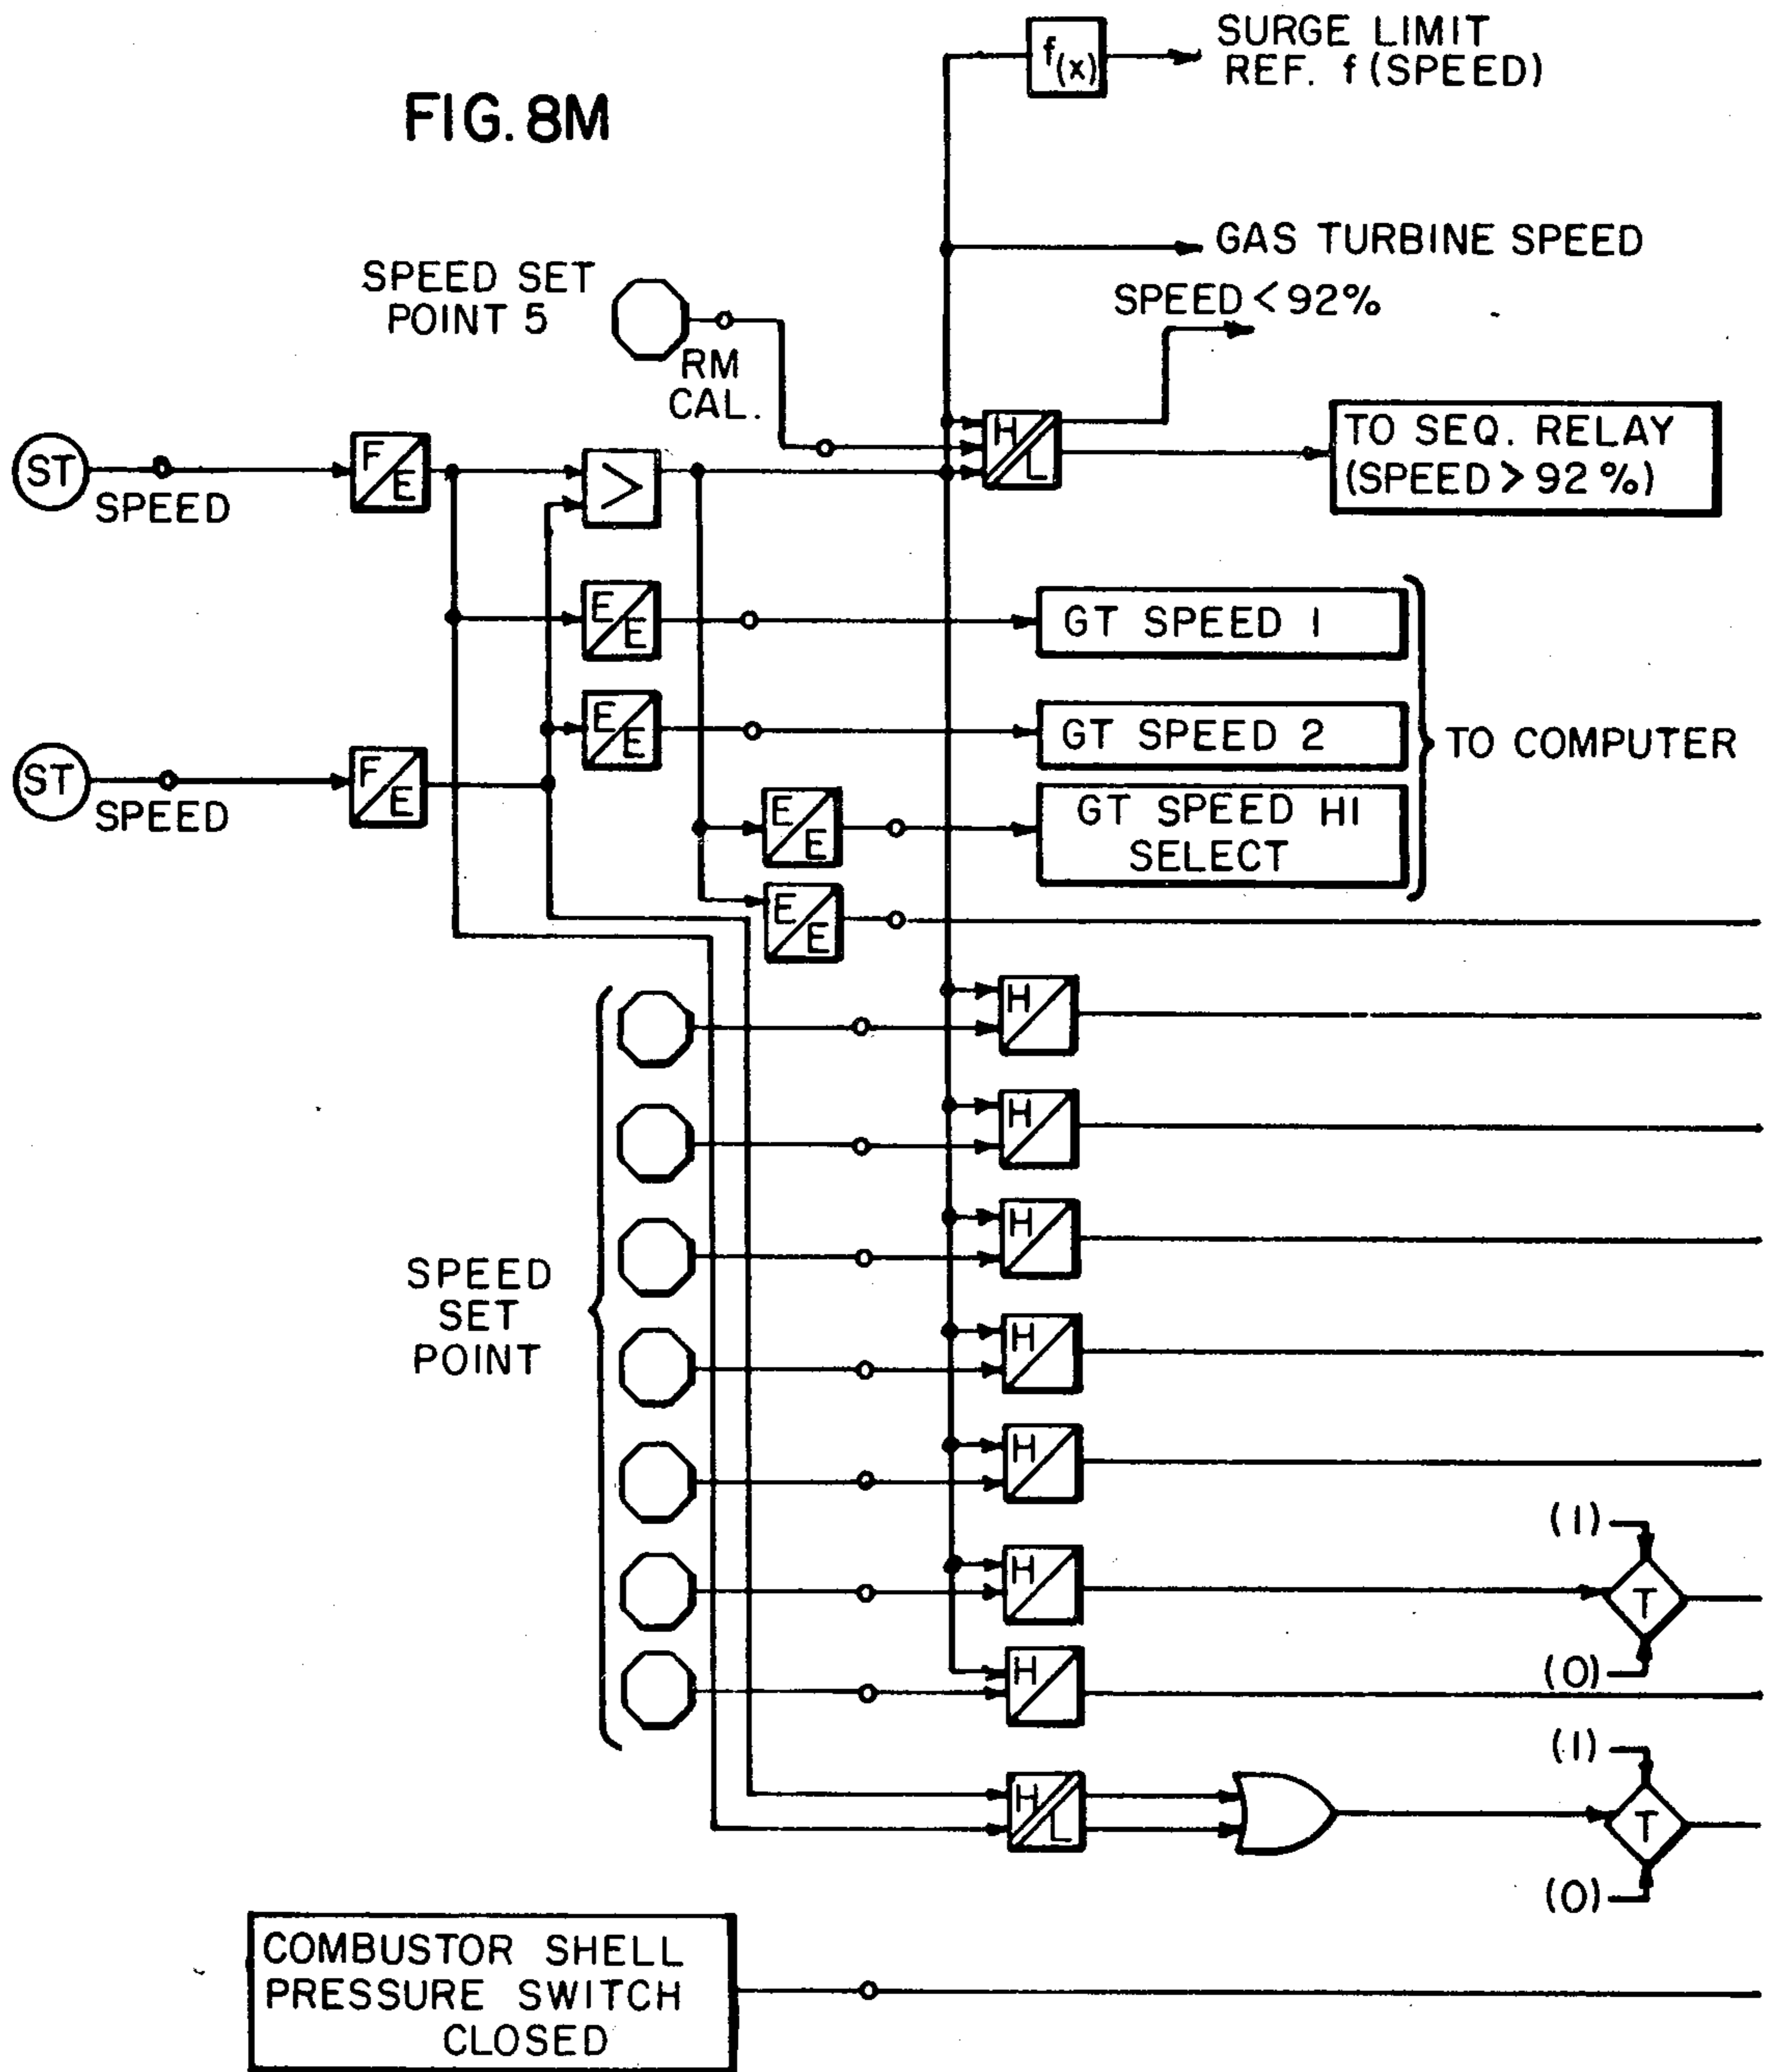 FIG. 8M
f(x)
SURGE LIMIT
REF. f (SPEED)
GAS TURBINE SPEED
SPEED < 92%
SPEED SET
POINT 5
RM
CAL.
ST
SPEED
F/E
>
H/L
TO SEQ. RELAY
(SPEED > 92%)
E/E
GT SPEED 1
E/E
GT SPEED 2
TO COMPUTER
ST
SPEED
F/E
E/E
GT SPEED HI
SELECT
E/E
H
H
H
SPEED
SET
POINT
H
H
(1)
H
T
(0)
H
(1)
H/L
T
(0)
COMBUSTOR SHELL
PRESSURE SWITCH
CLOSED